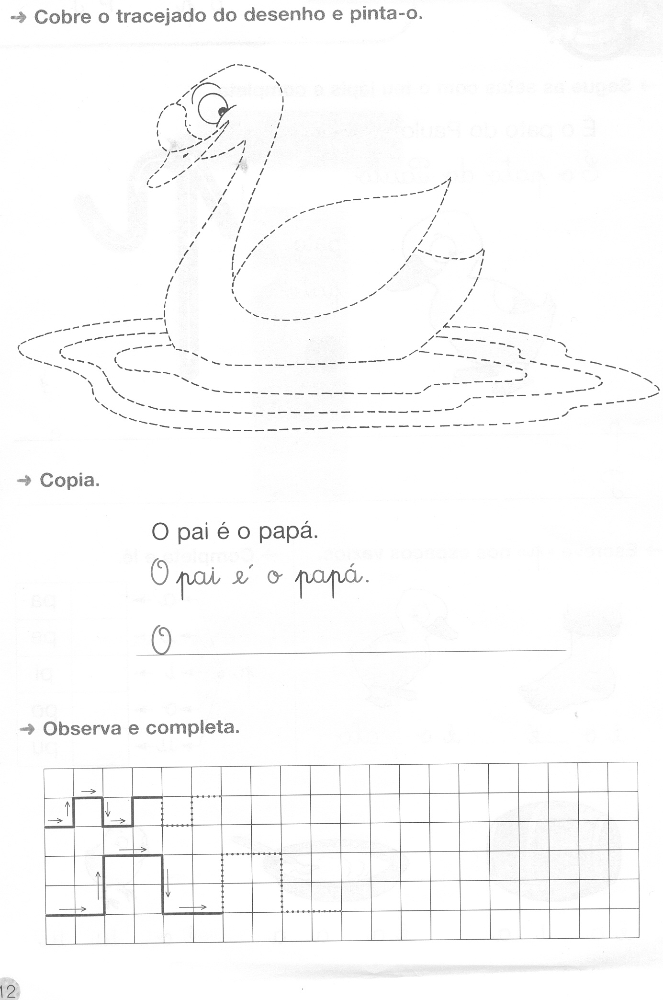 → Cobre o tracejado do desenho e pinta-o.
→ Copia.
O pai é o papá.
O pai é o papá.
O
→ Observa e completa.
12